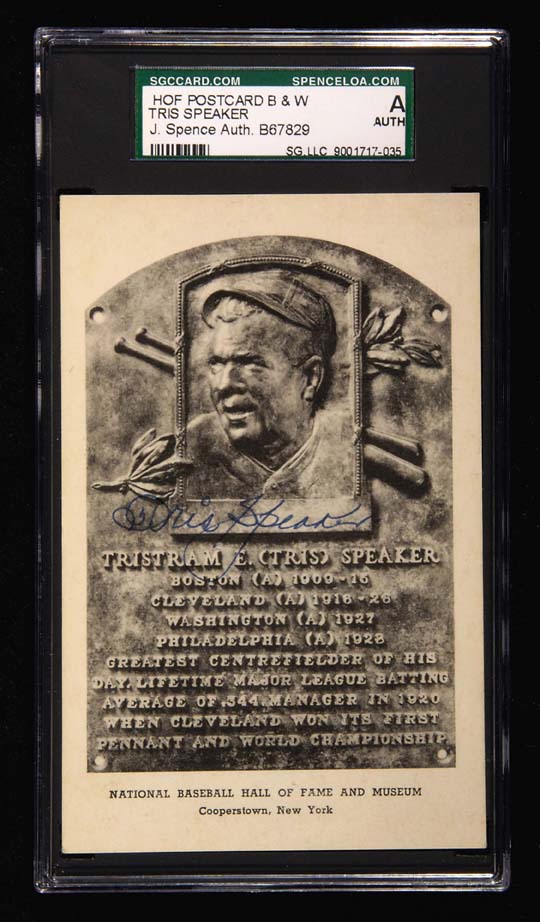 SGCCARD.COM SPENCELOA.COM
HOF POSTCARD B & W A
TRIS SPEAKER AUTH
J. Spence Auth. B67829
SG,LLC 9001717-035
Tris Speaker
TRISTRAM E. (TRIS) SPEAKER
BOSTON (A) 1909-15
CLEVELAND (A) 1916-26
WASHINGTON (A) 1927
PHILADELPHIA (A) 1928
GREATEST CENTREFIELDER OF HIS
DAY. LIFETIME MAJOR LEAGUE BATTING
AVERAGE OF .344. MANAGER IN 1920
WHEN CLEVELAND WON ITS FIRST
PENNANT AND WORLD CHAMPIONSHIP.
NATIONAL BASEBALL HALL OF FAME AND MUSEUM
Cooperstown, New York